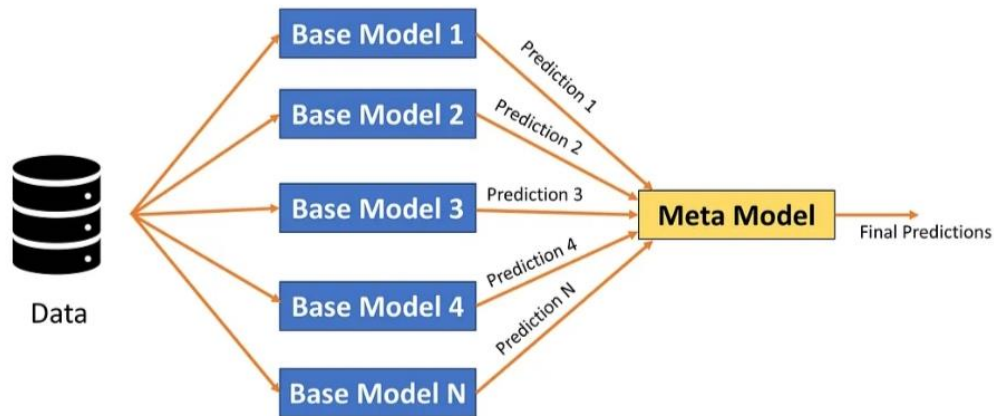 Base Model 1
Prediction 1
Base Model 2
Prediction 2
Base Model 3
Prediction 3
Meta Model
Final Predictions
Data
Base Model 4
Prediction 4
Base Model N
Prediction N